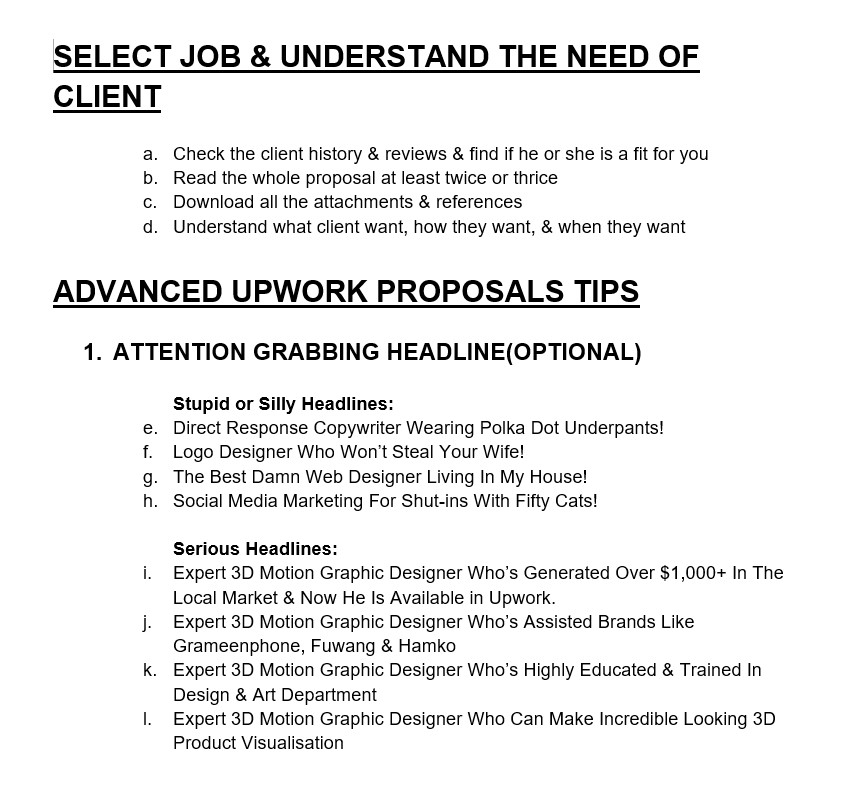 SELECT JOB & UNDERSTAND THE NEED OF
CLIENT
a. Check the client history & reviews & find if he or she is a fit for you
b. Read the whole proposal at least twice or thrice
c. Download all the attachments & references
d. Understand what client want, how they want, & when they want
ADVANCED UPWORK PROPOSALS TIPS
1. ATTENTION GRABBING HEADLINE(OPTIONAL)
Stupid or Silly Headlines:
e. Direct Response Copywriter Wearing Polka Dot Underpants!
f. Logo Designer Who Won’t Steal Your Wife!
g. The Best Damn Web Designer Living In My House!
h. Social Media Marketing For Shut-ins With Fifty Cats!
Serious Headlines:
i. Expert 3D Motion Graphic Designer Who’s Generated Over $1,000+ In The
Local Market & Now He Is Available in Upwork.
j. Expert 3D Motion Graphic Designer Who’s Assisted Brands Like
Grameenphone, Fuwang & Hamko
k. Expert 3D Motion Graphic Designer Who’s Highly Educated & Trained In
Design & Art Department
l. Expert 3D Motion Graphic Designer Who Can Make Incredible Looking 3D
Product Visualisation